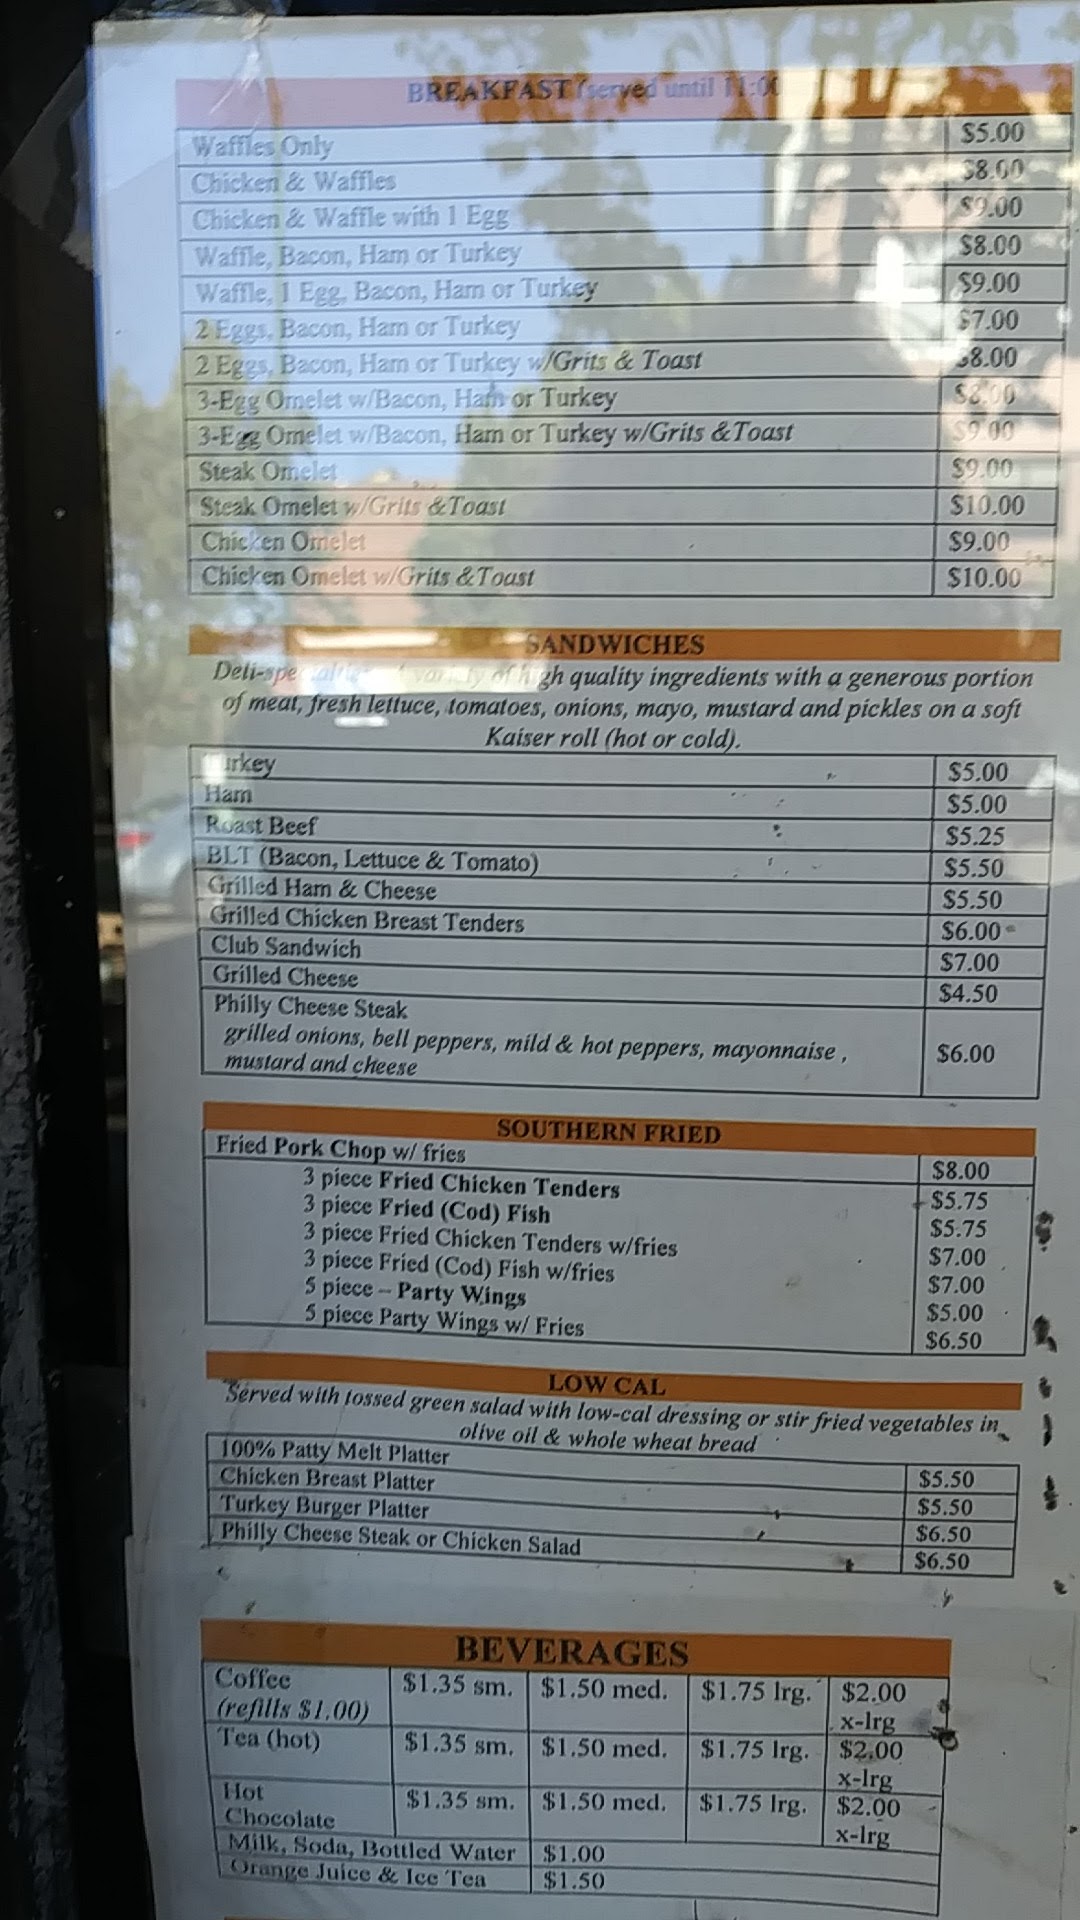 BREAKFAST (served until 11:00
Waffles Only $5.00
Chicken & Waffles $8.00
Chicken & Waffle with 1 Egg $9.00
Waffle, Bacon, Ham or Turkey $8.00
Waffle, 1 Egg, Bacon, Ham or Turkey $9.00
2 Eggs, Bacon, Ham or Turkey $7.00
2 Eggs, Bacon, Ham or Turkey w/Grits & Toast $8.00
3-Egg Omelet w/Bacon, Ham or Turkey $8.00
3-Egg Omelet w/Bacon, Ham or Turkey w/Grits &Toast $9.00
Steak Omelet $9.00
Steak Omelet w/Grits &Toast $10.00
Chicken Omelet $9.00
Chicken Omelet w/Grits &Toast $10.00
SANDWICHES
variety of high quality ingredients with a generous portion
of meat, fresh lettuce, tomatoes, onions, mayo, mustard and pickles on a soft
Kaiser roll (hot or cold).
Turkey $5.00
Ham $5.00
Roast Beef $5.25
BLT (Bacon, Lettuce & Tomato) $5.50
Grilled Ham & Cheese $5.50
Grilled Chicken Breast Tenders $6.00
Club Sandwich $7.00
Grilled Cheese $4.50
Philly Cheese Steak
grilled onions, bell peppers, mild & hot peppers, mayonnaise, $6.00
mustard and cheese
SOUTHERN FRIED
Fried Pork Chop w/ fries $8.00
3 piece Fried Chicken Tenders $5.75
3 piece Fried (Cod) Fish $5.75
3 piece Fried Chicken Tenders w/fries $7.00
3 piece Fried (Cod) Fish w/fries $7.00
5 piece – Party Wings $5.00
5 piece Party Wings w/ Fries $6.50
LOW CAL
Served with tossed green salad with low-cal dressing or stir fried vegetables in
olive oil & whole wheat bread
100% Patty Melt Platter $5.50
Chicken Breast Platter $5.50
Turkey Burger Platter $6.50
Philly Cheese Steak or Chicken Salad $6.50
BEVERAGES
Coffee $1.35 sm. $1.50 med. $1.75 lrg. $2.00
(refills $1.00) x-lrg
Tea (hot) $1.35 sm. $1.50 med. $1.75 lrg. $2.00
x-lrg
Hot $1.35 sm. $1.50 med. $1.75 lrg. $2.00
Chocolate x-lrg
Milk, Soda, Bottled Water $1.00
Orange Juice & Ice Tea $1.50